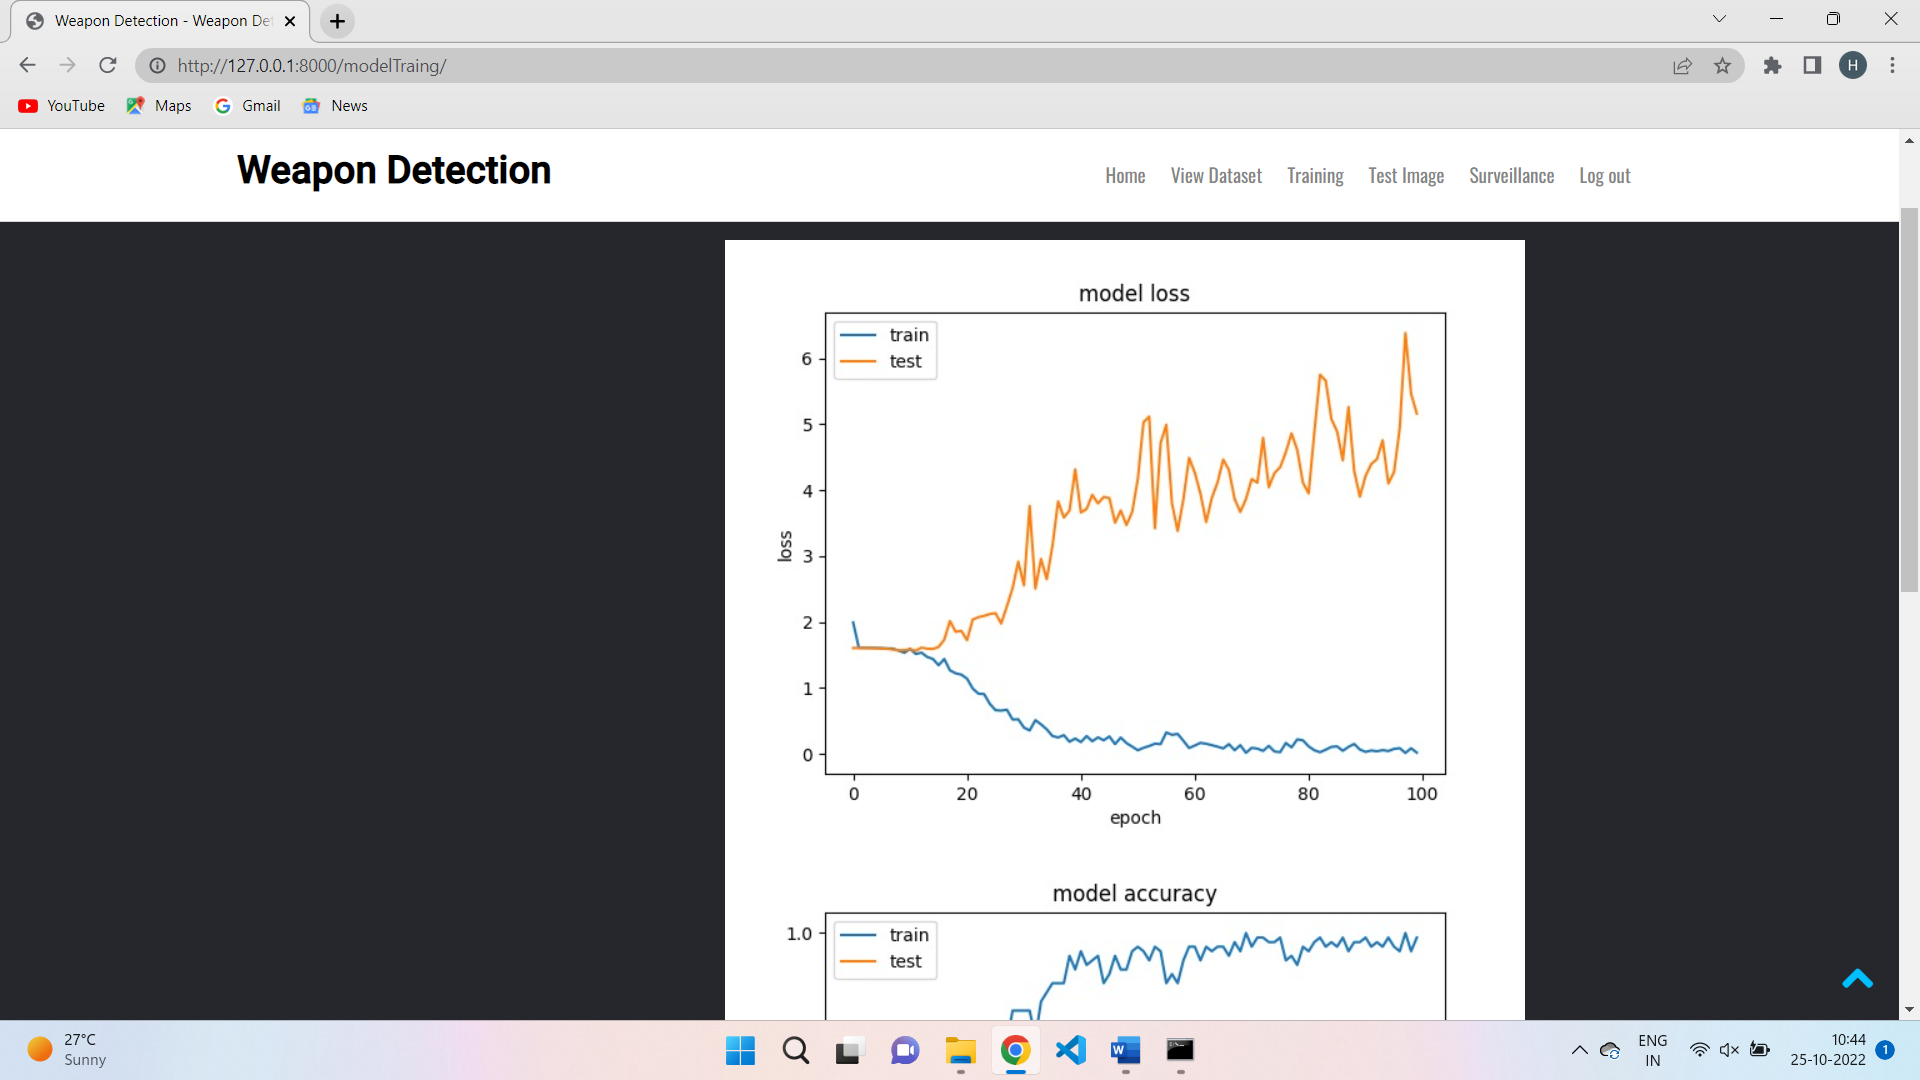 Weapon Detection - Weapon De
http://127.0.0.1:8000/modelTraing/
H
YouTube
Maps
Gmail
News
Weapon Detection
Home
View Dataset
Training
Test Image
Surveillance
Log out
model loss
train
test
6
5
4
3
2
1
0
loss
0 20 40 60 80 100
epoch
model accuracy
train
test
1.0
27°C
Sunny
ENG
IN
10:44
25-10-2022
1